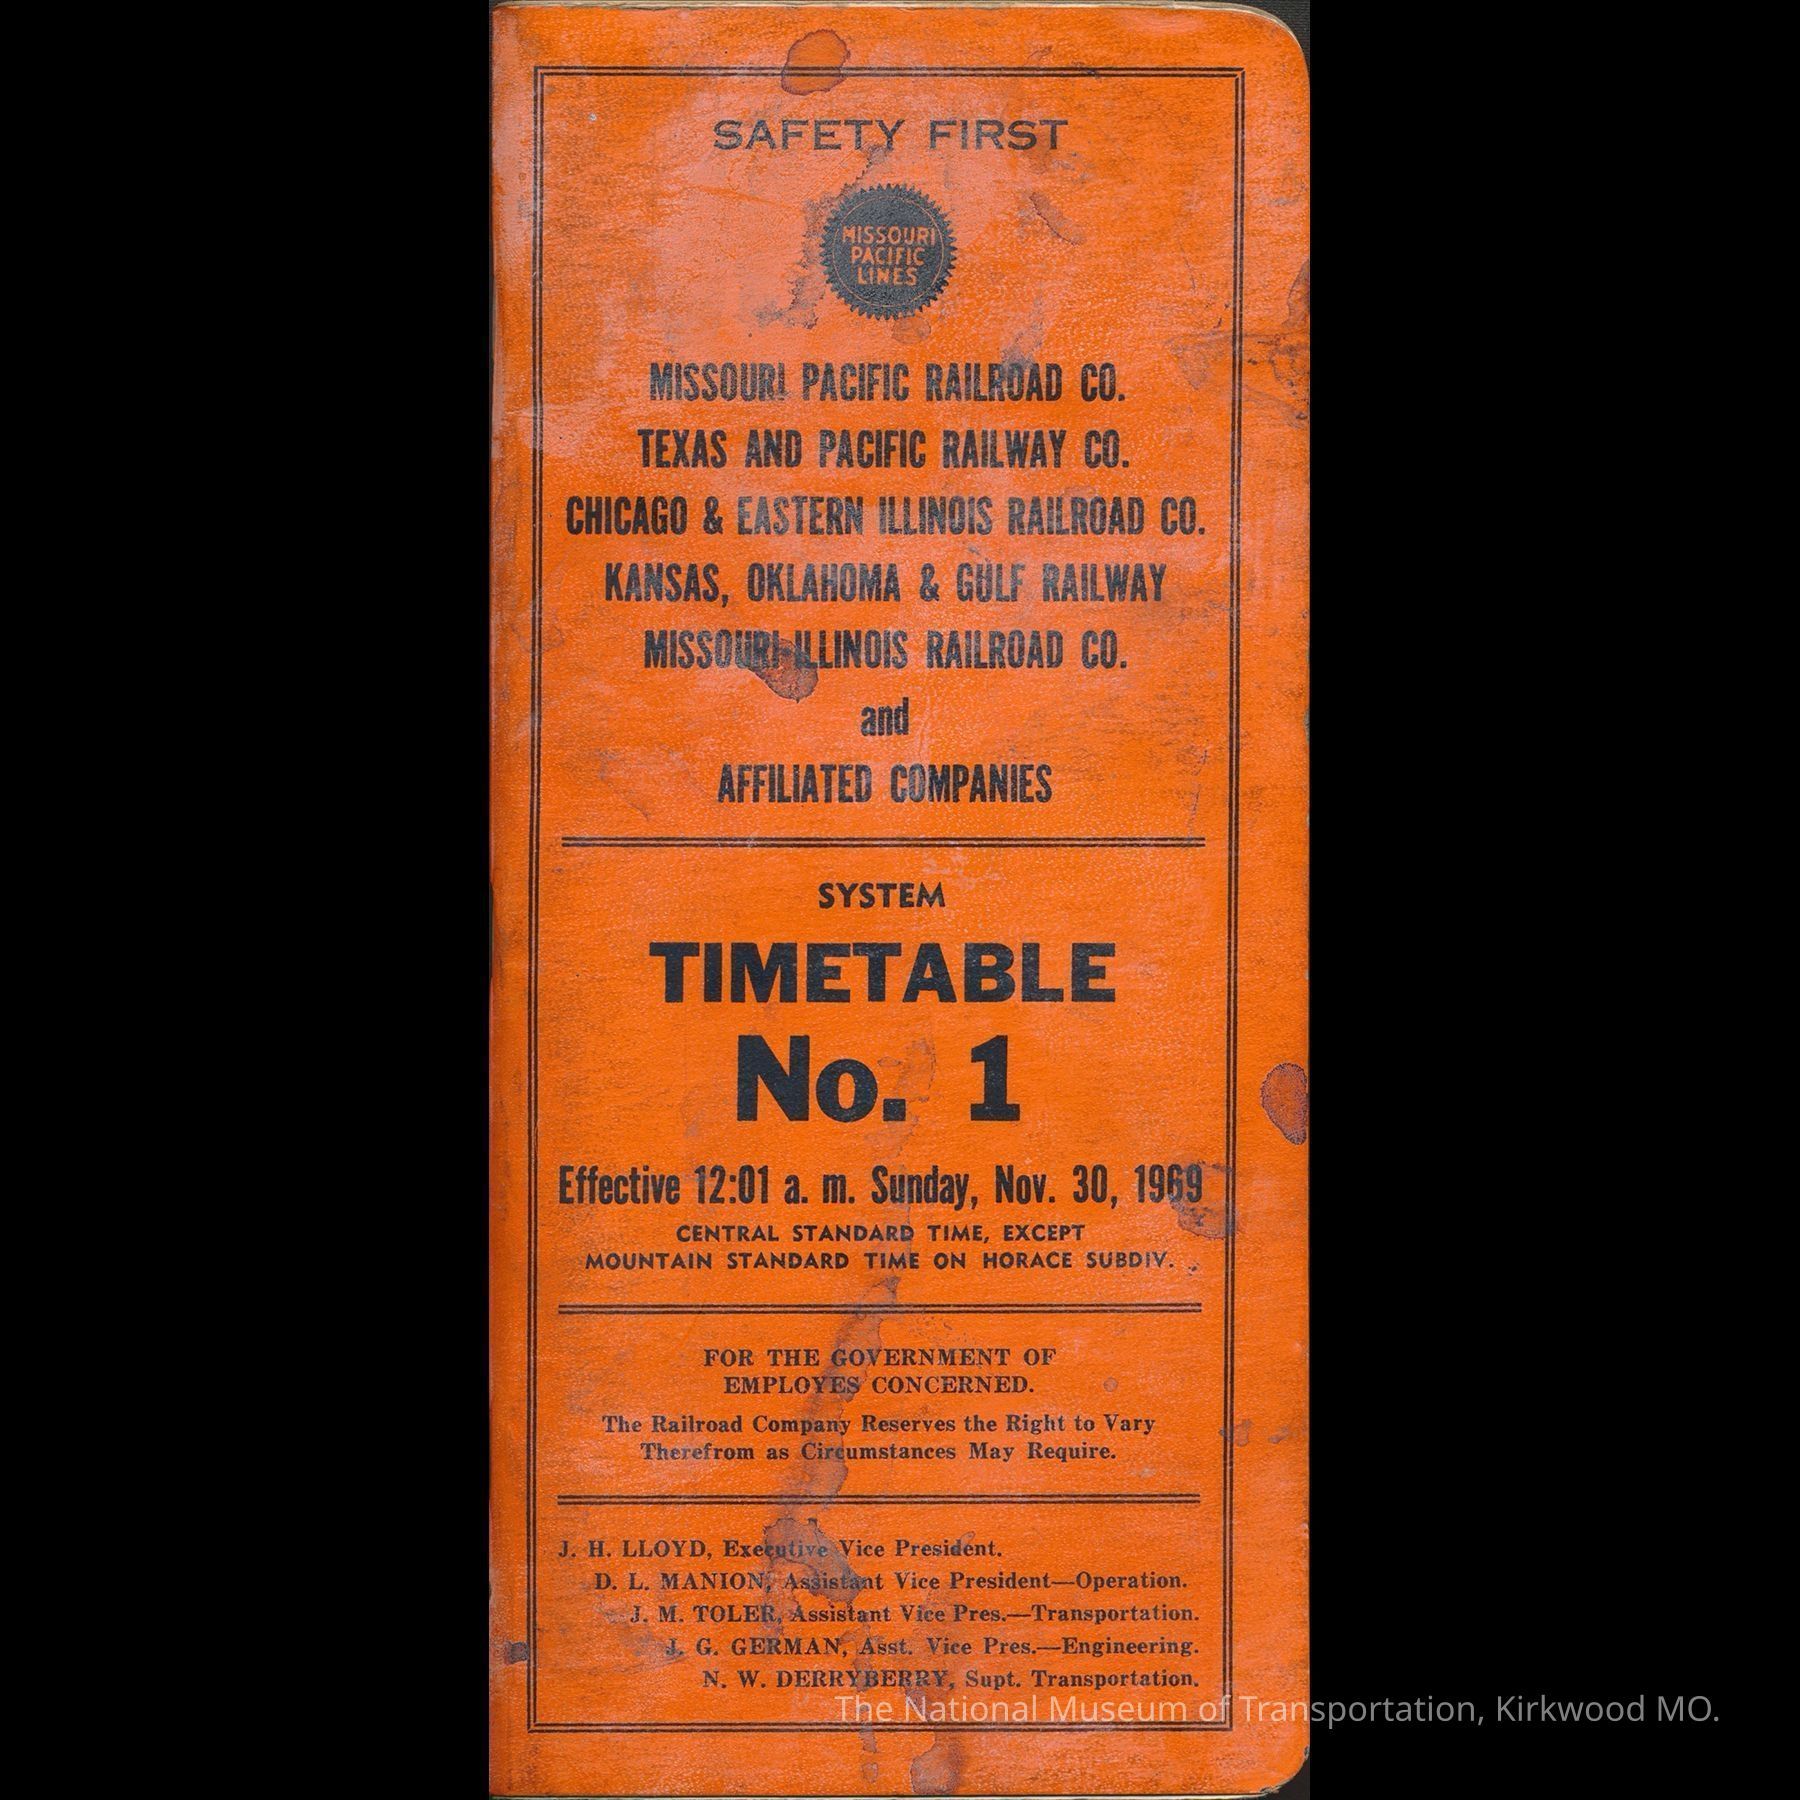 SAFETY FIRST
MISSOURI
PACIFIC
LINES
MISSOURI PACIFIC RAILROAD CO.
TEXAS AND PACIFIC RAILWAY CO.
CHICAGO & EASTERN ILLINOIS RAILROAD CO.
KANSAS, OKLAHOMA & GULF RAILWAY
MISSOURI-ILLINOIS RAILROAD CO.
and
AFFILIATED COMPANIES
SYSTEM
TIMETABLE
No. 1
Effective 12:01 a. m. Sunday, Nov. 30, 1969
CENTRAL STANDARD TIME, EXCEPT
MOUNTAIN STANDARD TIME ON HORACE SUBDIV.
FOR THE GOVERNMENT OF
EMPLOYES CONCERNED.
The Railroad Company Reserves the Right to Vary
Therefrom as Circumstances May Require.
J. H. LLOYD, Executive Vice President.
D. L. MANION, Assistant Vice President—Operation.
J. M. TOLER, Assistant Vice Pres.—Transportation.
J. G. GERMAN, Asst. Vice Pres.—Engineering.
N. W. DERRYBERRY, Supt. Transportation.
The National Museum of Transportation, Kirkwood MO.